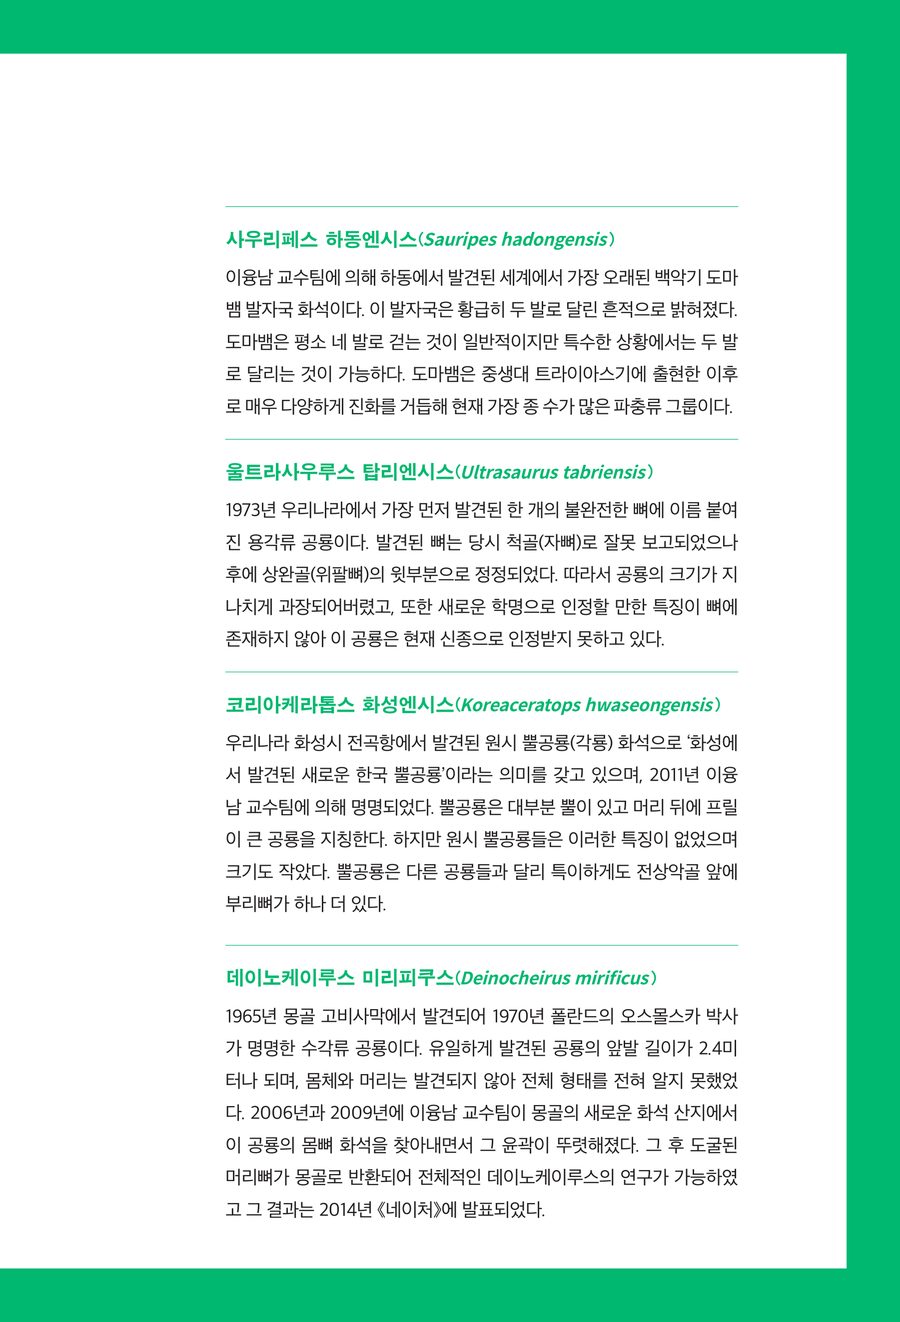 사우리페스 하동엔시스(Sauripes hadongensis)
이융남 교수팀에 의해 하동에서 발견된 세계에서 가장 오래된 백악기 도마
뱀 발자국 화석이다. 이 발자국은 황급히 두 발로 달린 흔적으로 밝혀졌다.
도마뱀은 평소 네 발로 걷는 것이 일반적이지만 특수한 상황에서는 두 발
로 달리는 것이 가능하다. 도마뱀은 중생대 트라이아스기에 출현한 이후
로 매우 다양하게 진화를 거듭해 현재 가장 종 수가 많은 파충류 그룹이다.
울트라사우루스 탑리엔시스(Ultrasaurus tabriensis)
1973년 우리나라에서 가장 먼저 발견된 한 개의 불완전한 뼈에 이름 붙여
진 용각류 공룡이다. 발견된 뼈는 당시 척골(자뼈)로 잘못 보고되었으나
후에 상완골(위팔뼈)의 윗부분으로 정정되었다. 따라서 공룡의 크기가 지
나치게 과장되어버렸고, 또한 새로운 학명으로 인정할 만한 특징이 뼈에
존재하지 않아 이 공룡은 현재 신종으로 인정받지 못하고 있다.
코리아케라톱스 화성엔시스(Koreaceratops hwaseongensis)
우리나라 화성시 전곡항에서 발견된 원시 뿔공룡(각룡) 화석으로 ‘화성에
서 발견된 새로운 한국 뿔공룡’이라는 의미를 갖고 있으며, 2011년 이융
남 교수팀에 의해 명명되었다. 뿔공룡은 대부분 뿔이 있고 머리 뒤에 프릴
이 큰 공룡을 지칭한다. 하지만 원시 뿔공룡들은 이러한 특징이 없었으며
크기도 작았다. 뿔공룡은 다른 공룡들과 달리 특이하게도 전상악골 앞에
부리뼈가 하나 더 있다.
데이노케이루스 미리피쿠스(Deinocheirus mirificus)
1965년 몽골 고비사막에서 발견되어 1970년 폴란드의 오스몰스카 박사
가 명명한 수각류 공룡이다. 유일하게 발견된 공룡의 앞발 길이가 2.4미
터나 되며, 몸체와 머리는 발견되지 않아 전체 형태를 전혀 알지 못했었
다. 2006년과 2009년에 이융남 교수팀이 몽골의 새로운 화석 산지에서
이 공룡의 몸뼈 화석을 찾아내면서 그 윤곽이 뚜렷해졌다. 그 후 도굴된
머리뼈가 몽골로 반환되어 전체적인 데이노케이루스의 연구가 가능하였
고 그 결과는 2014년 《네이처》에 발표되었다.